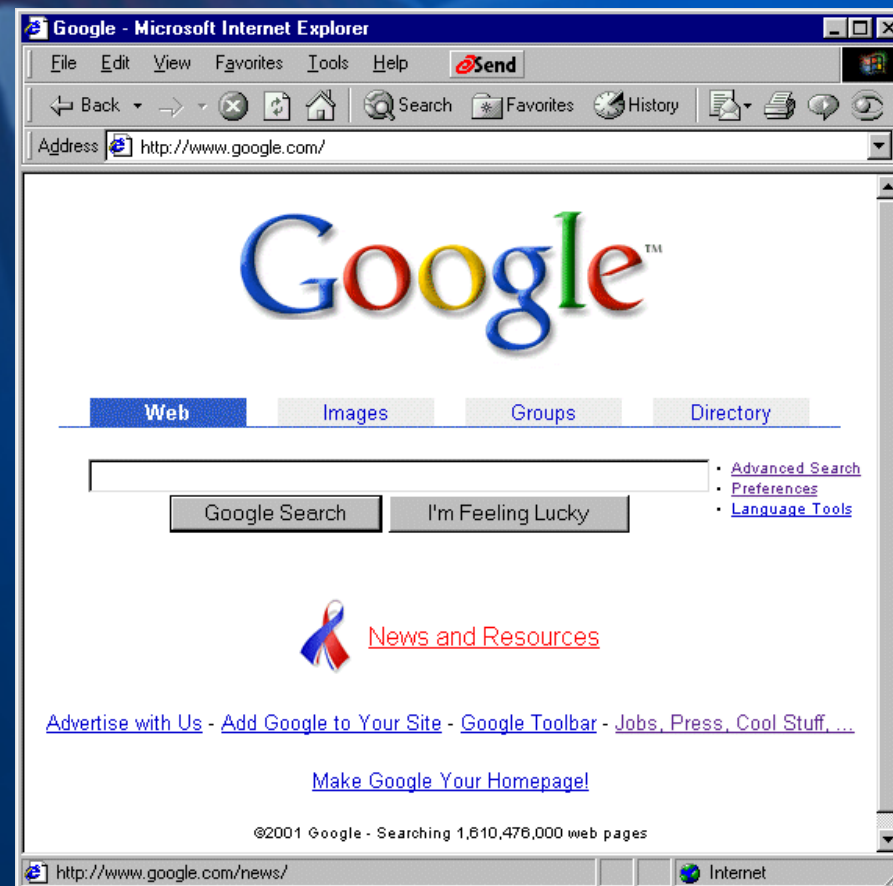 Google - Microsoft Internet Explorer
File Edit View Favorites Tools Help eSend
Back Search Favorites History
Address http://www.google.com/
Google™
Web Images Groups Directory
• Advanced Search
• Preferences
• Language Tools
Google Search I'm Feeling Lucky
News and Resources
Advertise with Us - Add Google to Your Site - Google Toolbar - Jobs, Press, Cool Stuff, ...
Make Google Your Homepage!
©2001 Google - Searching 1,610,476,000 web pages
http://www.google.com/news/ Internet